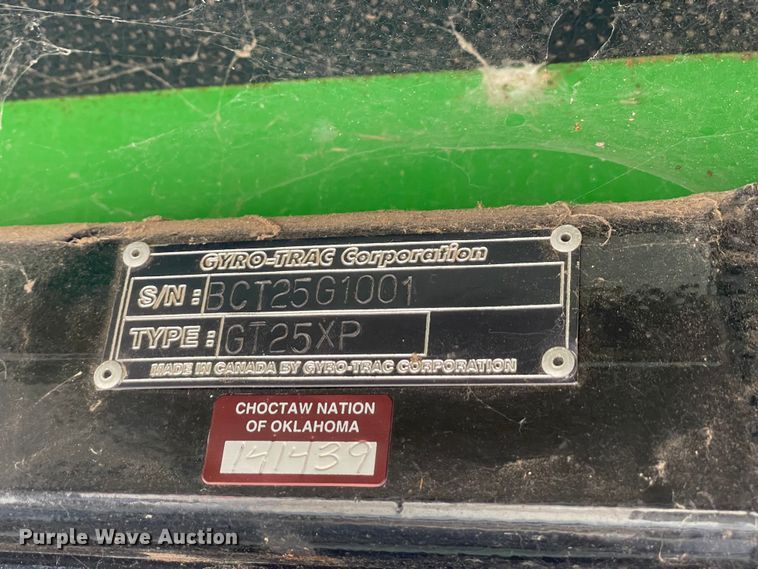 GYRO-TRAC Corporation
S/N: BCT25G1001
TYPE: GT25XP
MADE IN CANADA BY GYRO-TRAC CORPORATION
CHOCTAW NATION
OF OKLAHOMA
141439
Purple Wave Auction